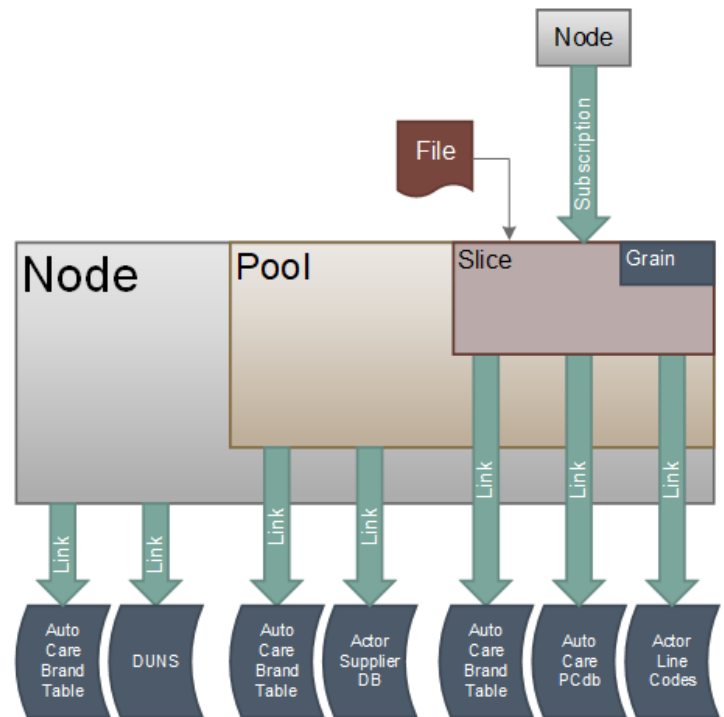 Node
Subscription
File
Node
Pool
Slice
Grain
Link
Link
Link
Link
Link
Link
Link
Auto
Care
Brand
Table
DUNS
Auto
Care
Brand
Table
Actor
Supplier
DB
Auto
Care
Brand
Table
Auto
Care
PCdb
Actor
Line
Codes